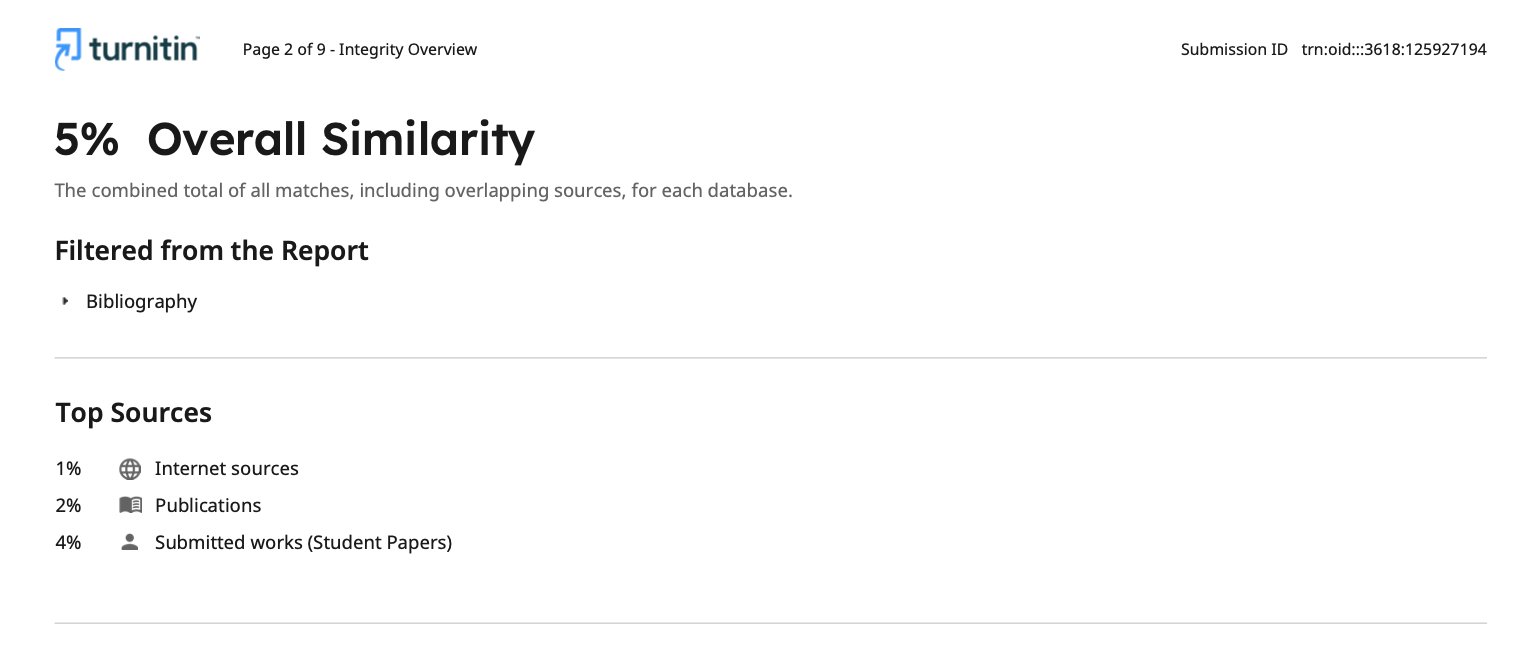 turnitin™ Page 2 of 9 - Integrity Overview Submission ID trn:oid:::3618:125927194
5% Overall Similarity
The combined total of all matches, including overlapping sources, for each database.
Filtered from the Report
Bibliography
Top Sources
1% Internet sources
2% Publications
4% Submitted works (Student Papers)